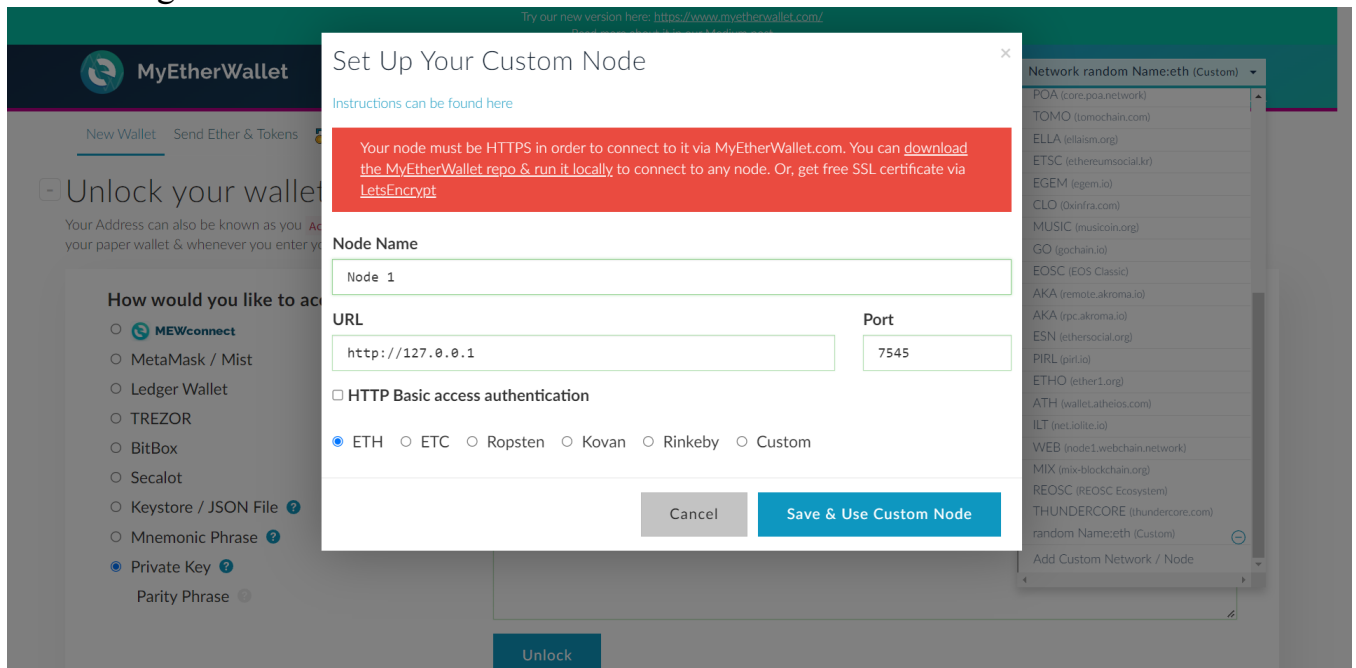 Try our new version here: https://www.myetherwallet.com/
MyEtherWallet
Network random Name:eth (Custom)
New Wallet Send Ether & Tokens
Unlock your wallet
Your Address can also be known as you
your paper wallet & whenever you enter
How would you like to
MEWconnect
MetaMask / Mist
Ledger Wallet
TREZOR
BitBox
Secalot
Keystore / JSON File ?
Mnemonic Phrase ?
Private Key ?
Parity Phrase
Unlock
Set Up Your Custom Node
×
Instructions can be found here
Your node must be HTTPS in order to connect to it via MyEtherWallet.com. You can download
the MyEtherWallet repo & run it locally to connect to any node. Or, get free SSL certificate via
LetsEncrypt
Node Name
Node 1
URL Port
http://127.0.0.1 7545
HTTP Basic access authentication
ETH ETC Ropsten Kovan Rinkeby Custom
Cancel Save & Use Custom Node
POA (core.poa.network)
TOMO (tomochain.com)
ELLA (ellaism.org)
ETSC (ethereumsocial.kr)
EGEM (egem.io)
CLO (0xinfra.com)
MUSIC (musicoin.org)
GO (gochain.io)
EOSC (EOS Classic)
AKA (remote.akroma.io)
AKA (rpc.akroma.io)
ESN (ethersocial.org)
PIRL (pirl.io)
ETHO (ether1.org)
ATH (wallet.atheios.com)
ILT (net.iolite.io)
WEB (node1.webchain.network)
MIX (mix-blockchain.org)
REOSC (REOSC Ecosystem)
THUNDERCORE (thundercore.com)
random Name:eth (Custom)
Add Custom Network / Node